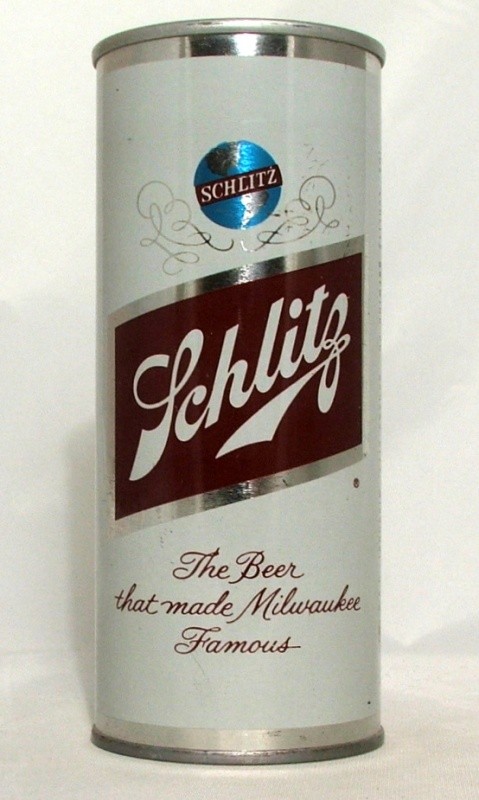 SCHLITZ
Schlitz
®
The Beer
that made Milwaukee
Famous